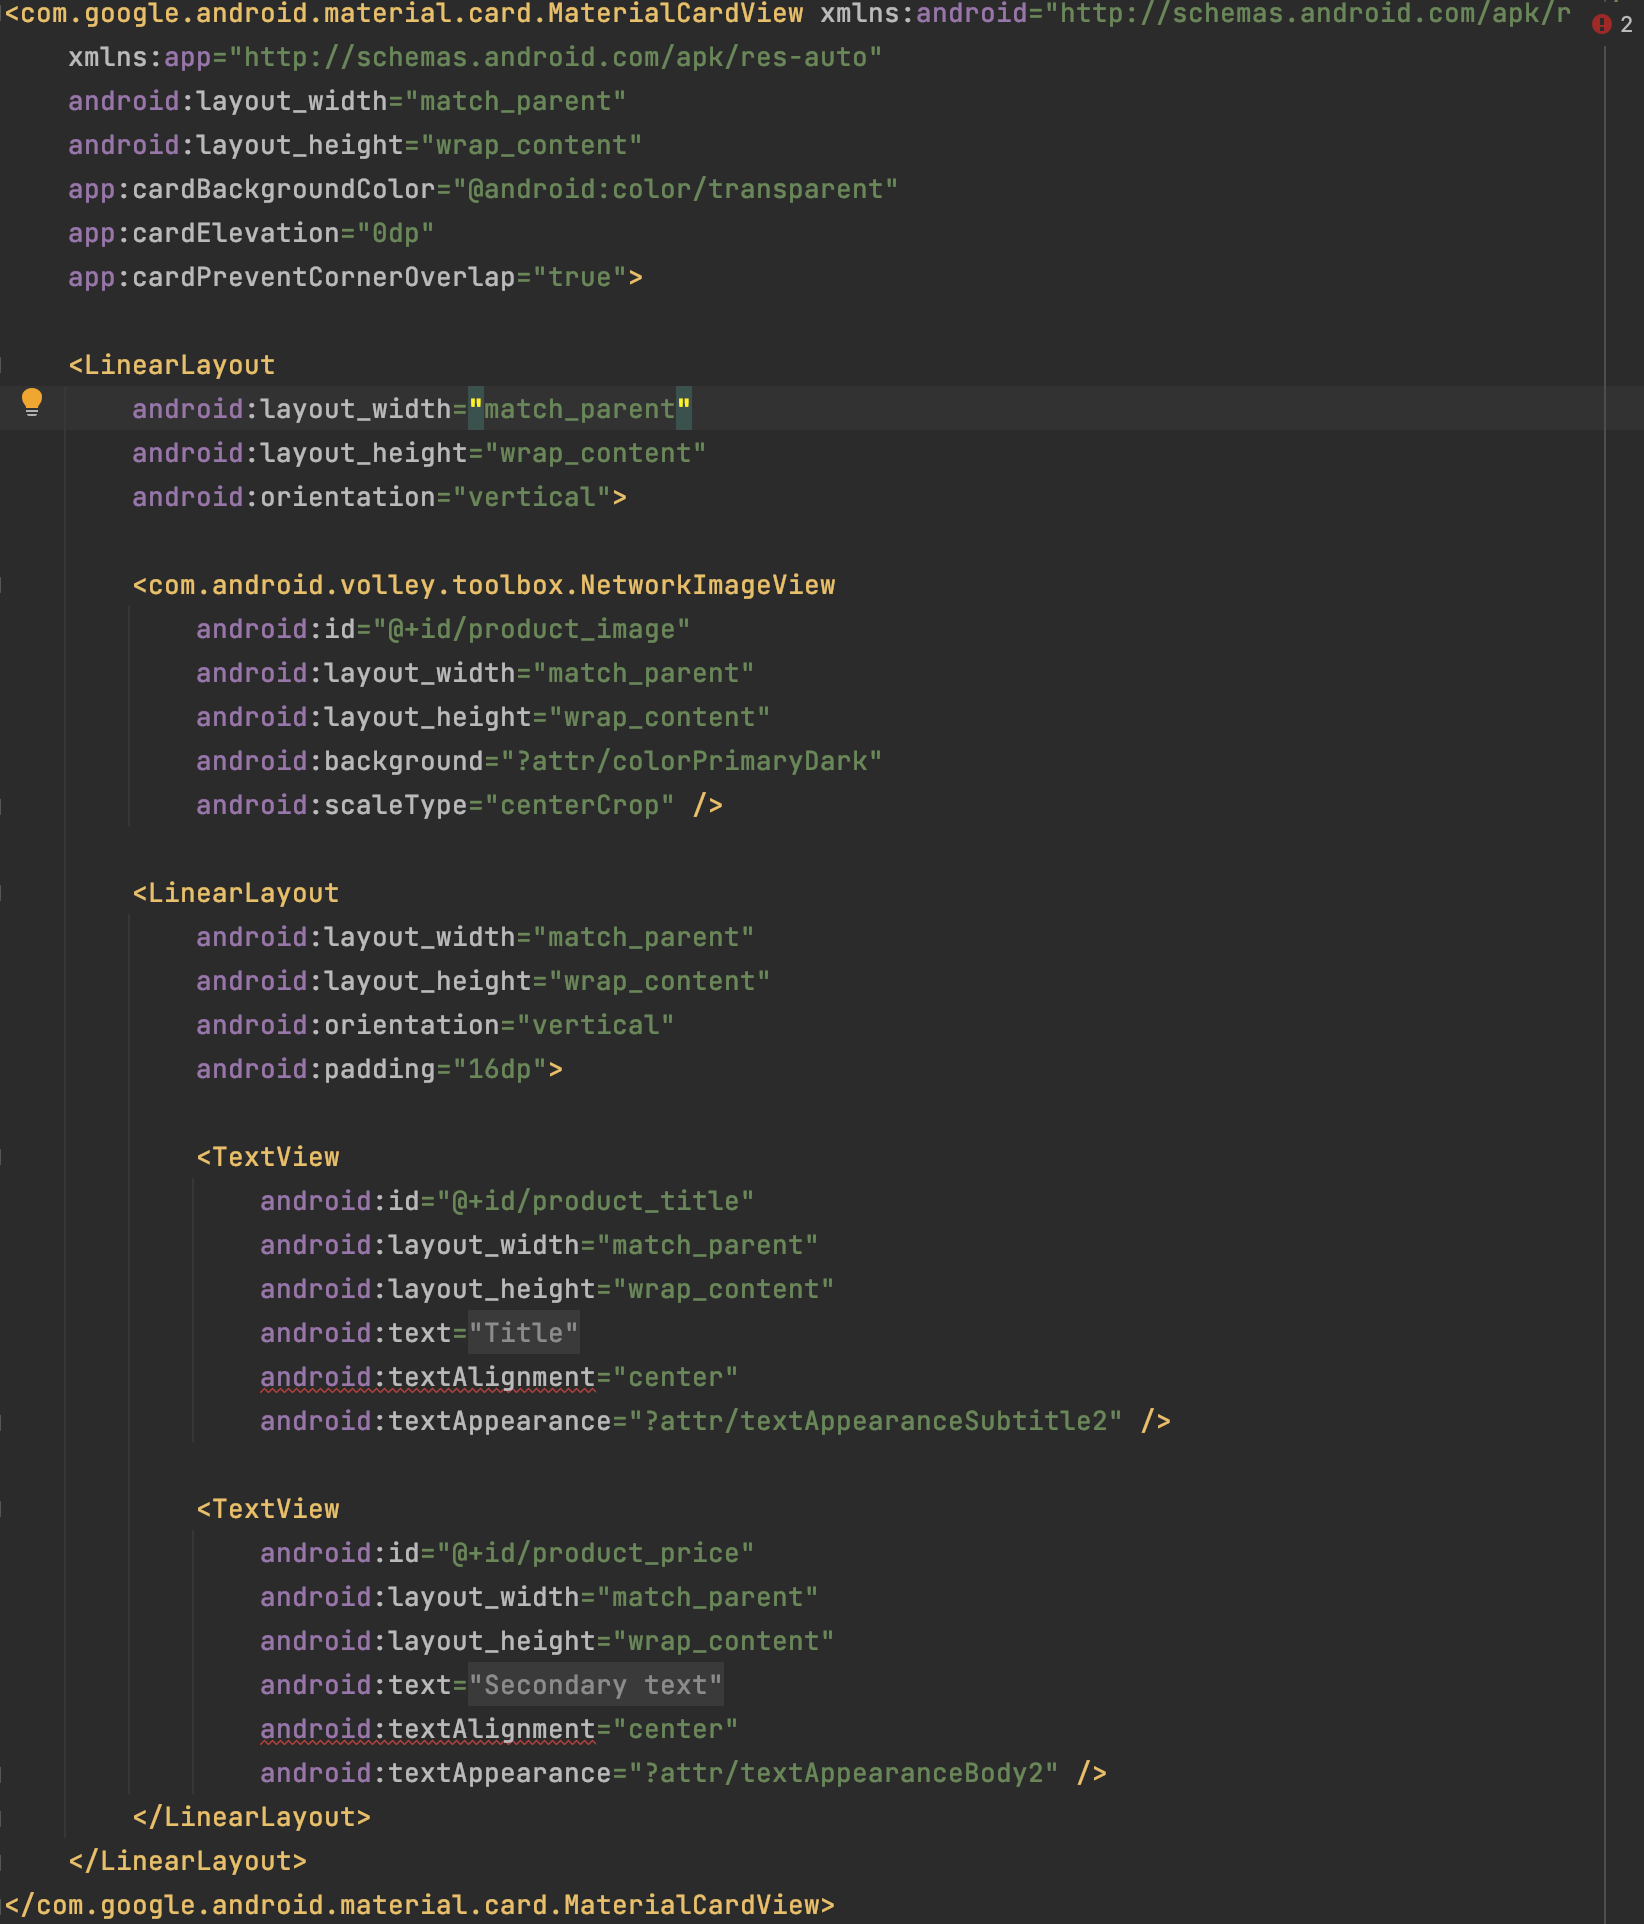 <com.google.android.material.card.MaterialCardView xmlns:android="http://schemas.android.com/apk/r 2
    xmlns:app="http://schemas.android.com/apk/res-auto"
    android:layout_width="match_parent"
    android:layout_height="wrap_content"
    app:cardBackgroundColor="@android:color/transparent"
    app:cardElevation="0dp"
    app:cardPreventCornerOverlap="true">

    <LinearLayout
        android:layout_width="match_parent"
        android:layout_height="wrap_content"
        android:orientation="vertical">

        <com.android.volley.toolbox.NetworkImageView
            android:id="@+id/product_image"
            android:layout_width="match_parent"
            android:layout_height="wrap_content"
            android:background="?attr/colorPrimaryDark"
            android:scaleType="centerCrop" />

        <LinearLayout
            android:layout_width="match_parent"
            android:layout_height="wrap_content"
            android:orientation="vertical"
            android:padding="16dp">

            <TextView
                android:id="@+id/product_title"
                android:layout_width="match_parent"
                android:layout_height="wrap_content"
                android:text="Title"
                android:textAlignment="center"
                android:textAppearance="?attr/textAppearanceSubtitle2" />

            <TextView
                android:id="@+id/product_price"
                android:layout_width="match_parent"
                android:layout_height="wrap_content"
                android:text="Secondary text"
                android:textAlignment="center"
                android:textAppearance="?attr/textAppearanceBody2" />
        </LinearLayout>
    </LinearLayout>
</com.google.android.material.card.MaterialCardView>